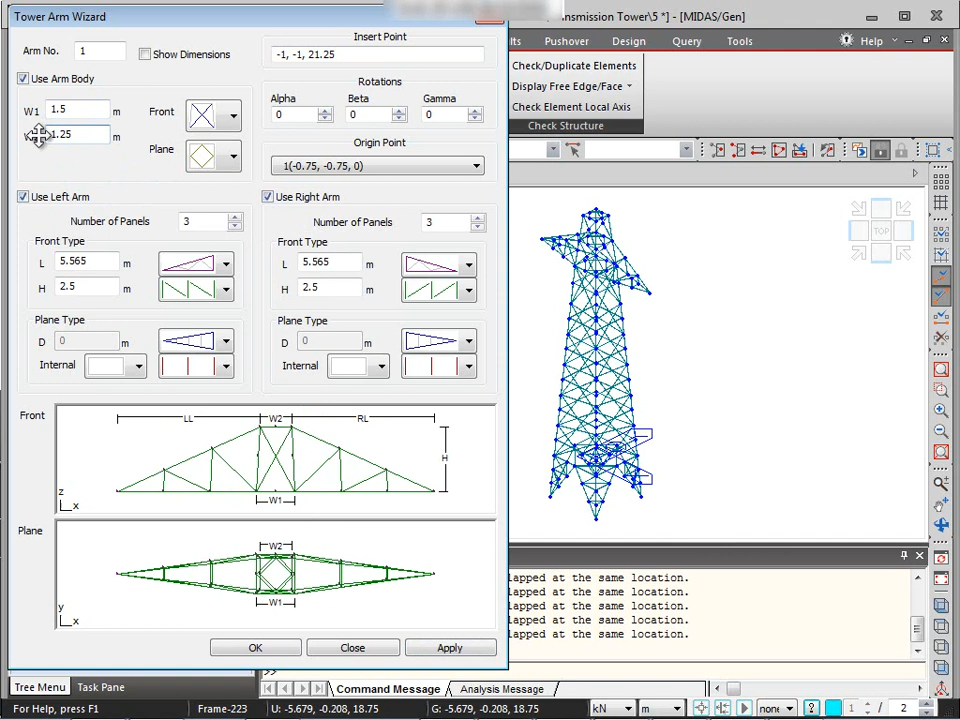 Tower Arm Wizard
nsmission Tower\5 *] - [MIDAS/Gen]
lts Pushover Design Query Tools Help
Check/Duplicate Elements
Display Free Edge/Face
Check Element Local Axis
Check Structure
Arm No. 1 Show Dimensions
Insert Point
-1, -1, 21.25
Use Arm Body
W1 1.5 m Front
1.25 m
Plane
Rotations
Alpha Beta Gamma
0 0 0
Origin Point
1(-0.75, -0.75, 0)
Use Left Arm
Number of Panels 3
Front Type
L 5.565 m
H 2.5 m
Plane Type
D 0 m
Internal
Use Right Arm
Number of Panels 3
Front Type
L 5.565 m
H 2.5 m
Plane Type
D 0 m
Internal
Front
LL W2 RL
H
W1
z
x
Plane
W2
W1
y
x
OK Close Apply
TOP
lapped at the same location.
lapped at the same location.
lapped at the same location.
lapped at the same location.
lapped at the same location.
>>
Tree Menu Task Pane Command Message Analysis Message
For Help, press F1 Frame-223 U: -5.679, -0.208, 18.75 G: -5.679, -0.208, 18.75 kN m none ? 1 / 2